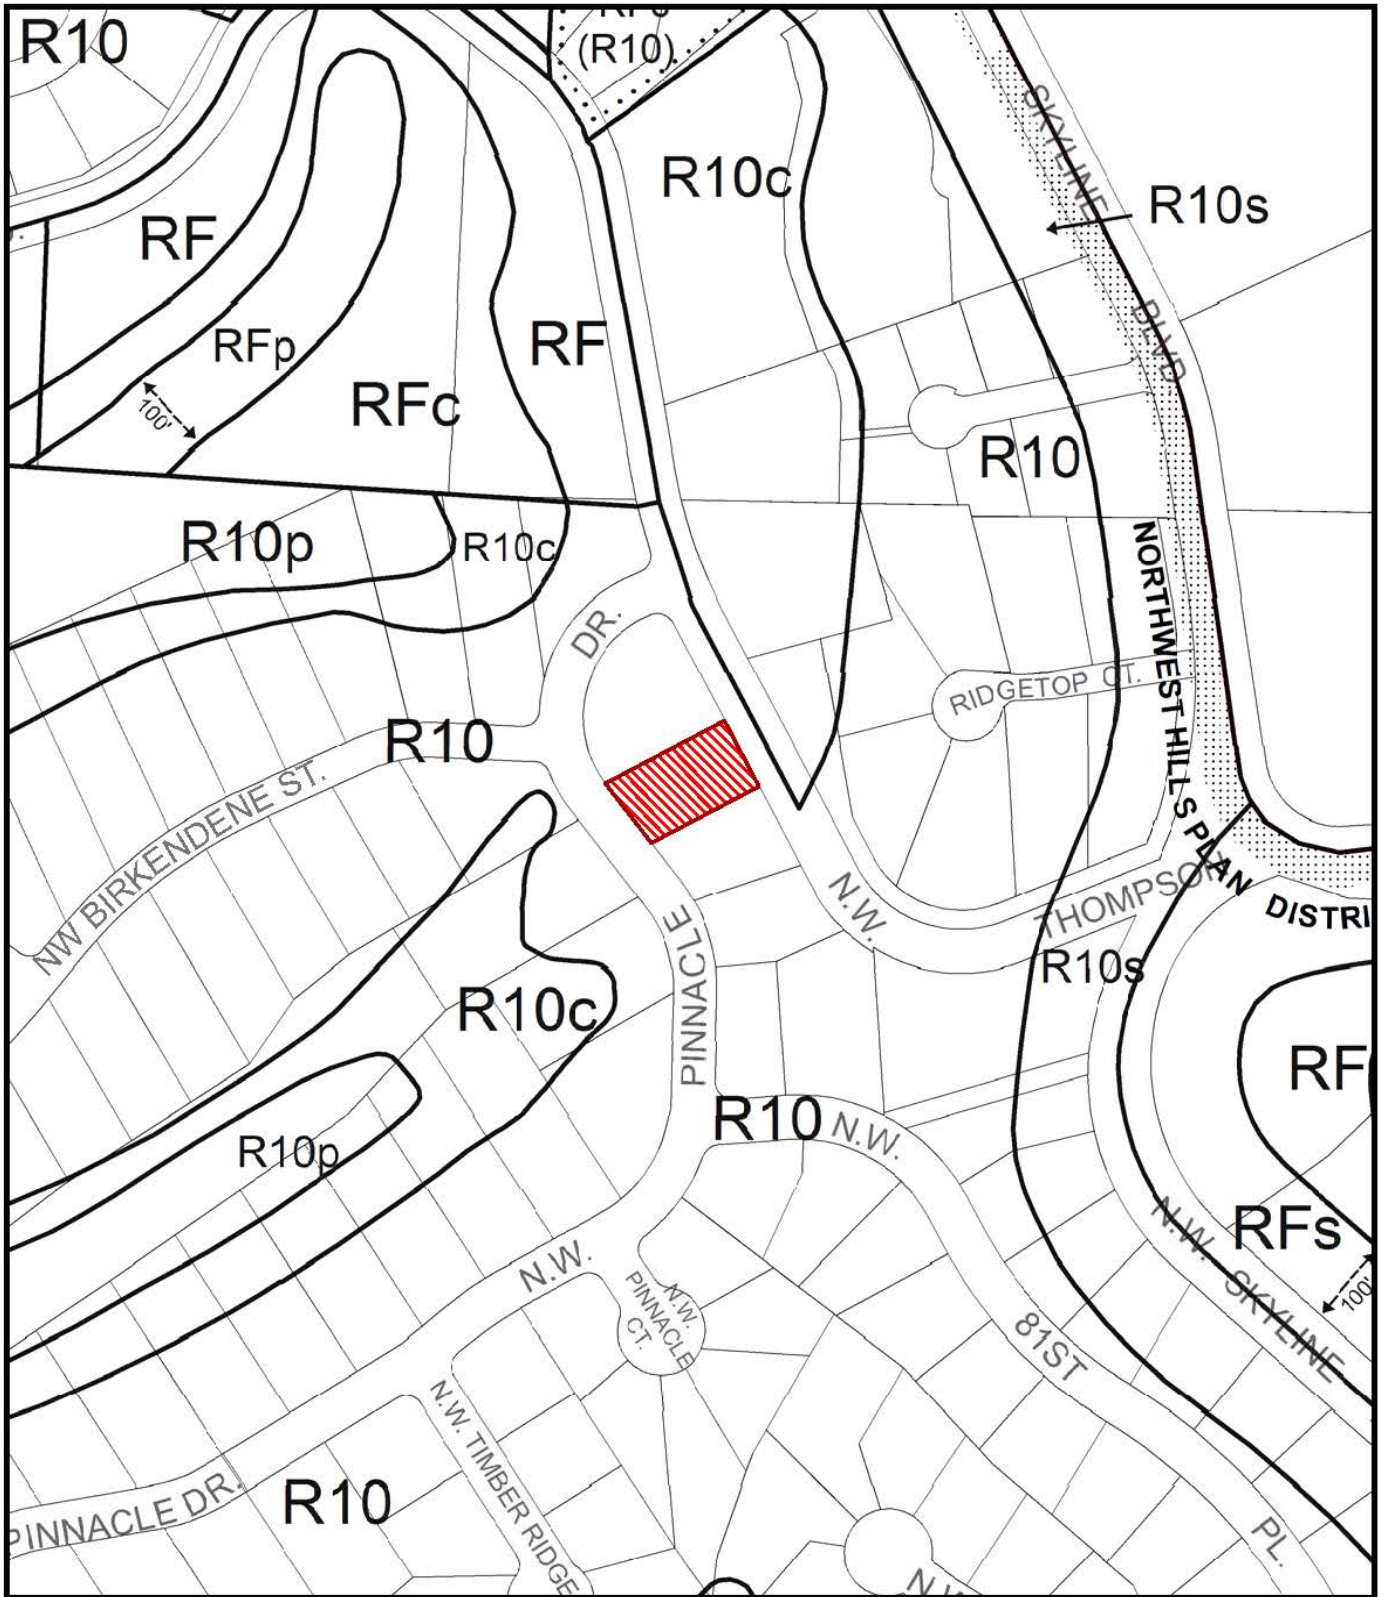 R10
(R10)
R10c
SKYLINE
BLVD
R10s
RF
RFp
100'
RFc
RF
R10
R10p
R10c
DR.
NORTHWEST HILLS PLAN DISTRI
RIDGETOP CT.
R10
NW BIRKENDENE ST.
N.W.
THOMPSON
R10s
PINNACLE
R10c
R10
N.W.
RF
R10p
RFs
100'
N.W.
SKYLINE
N.W.
N.W.
PINNACLE
CT.
81ST
PL.
N.W. TIMBER RIDGE
PINNACLE DR.
R10
N.W